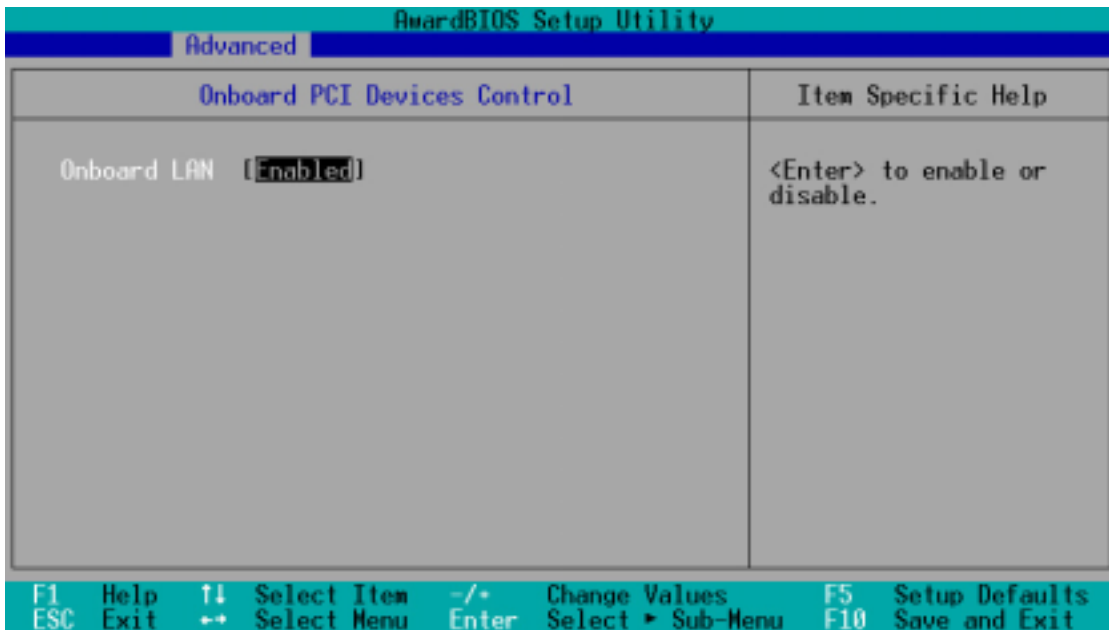 AwardBIOS Setup Utility
Advanced
Onboard PCI Devices Control
Item Specific Help
Onboard LAN [Enabled]
<Enter> to enable or
disable.
F1 Help ↑↓ Select Item -/+ Change Values F5 Setup Defaults
ESC Exit ←→ Select Menu Enter Select ► Sub-Menu F10 Save and Exit